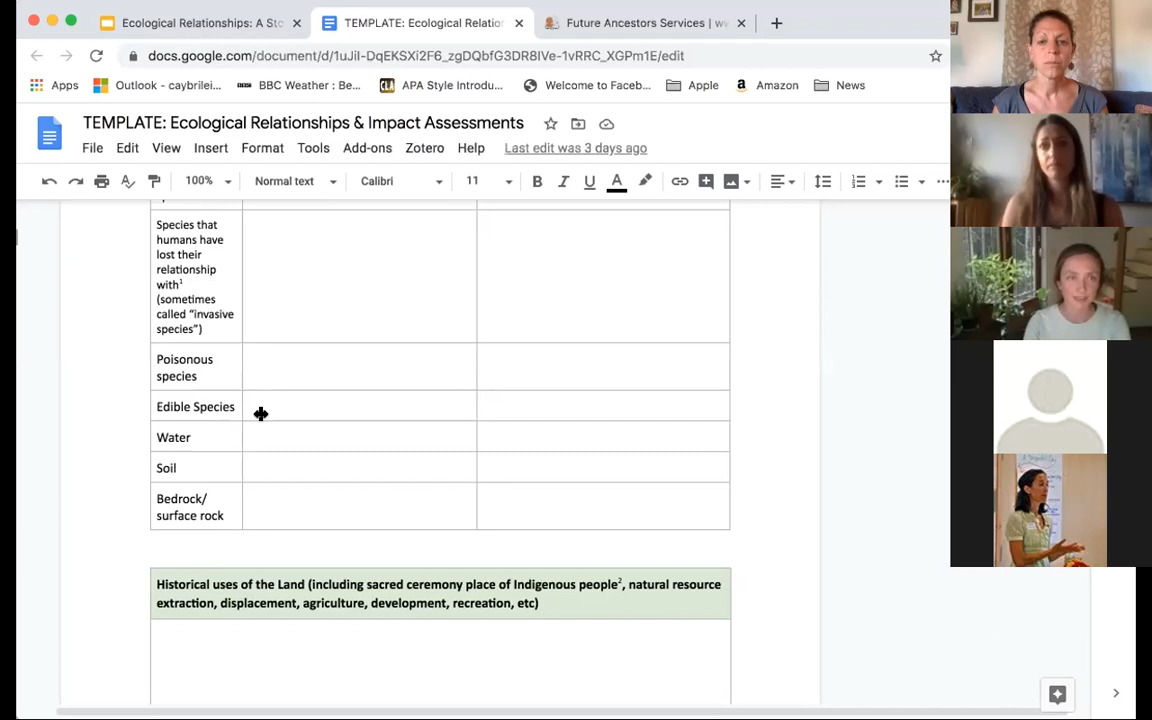 Ecological Relationships: A Sto
TEMPLATE: Ecological Relation
Future Ancestors Services | ww
docs.google.com/document/d/1uJiI-DqEKSXi2F6_zgDQbfG3DR8IVe-1vRRC_XGPm1E/edit
Apps Outlook - caybrilei... BBC Weather : Be... APA Style Introdu... Welcome to Faceb... Apple Amazon News
TEMPLATE: Ecological Relationships & Impact Assessments
File Edit View Insert Format Tools Add-ons Zotero Help Last edit was 3 days ago
100% Normal text Calibri 11 B I U A
Species that
humans have
lost their
relationship
with¹
(sometimes
called “invasive
species”)
Poisonous
species
Edible Species
Water
Soil
Bedrock/
surface rock
Historical uses of the Land (including sacred ceremony place of Indigenous people², natural resource
extraction, displacement, agriculture, development, recreation, etc)